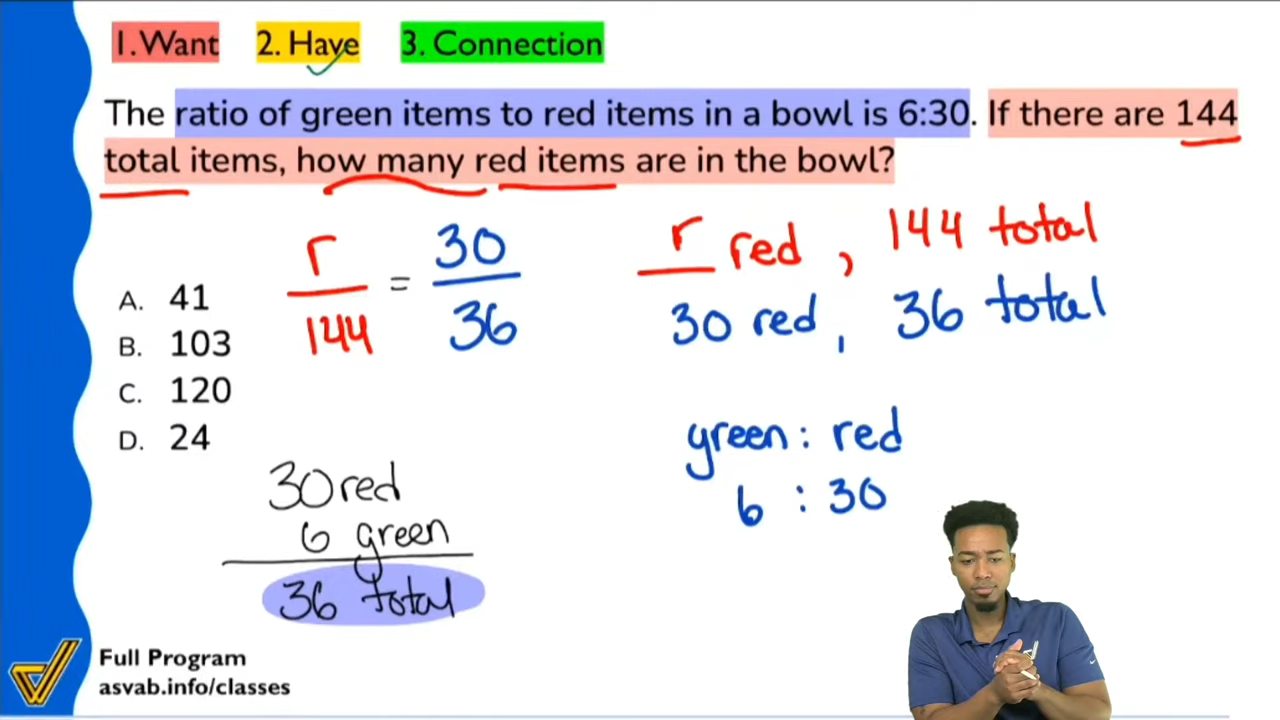 1. Want 2. Have 3. Connection
The ratio of green items to red items in a bowl is 6:30. If there are 144
total items, how many red items are in the bowl?
r/144 = 30/36
r red, 144 total
30 red, 36 total
A. 41
B. 103
C. 120
D. 24
green : red
6 : 30
30 red
6 green
36 total
Full Program
asvab.info/classes